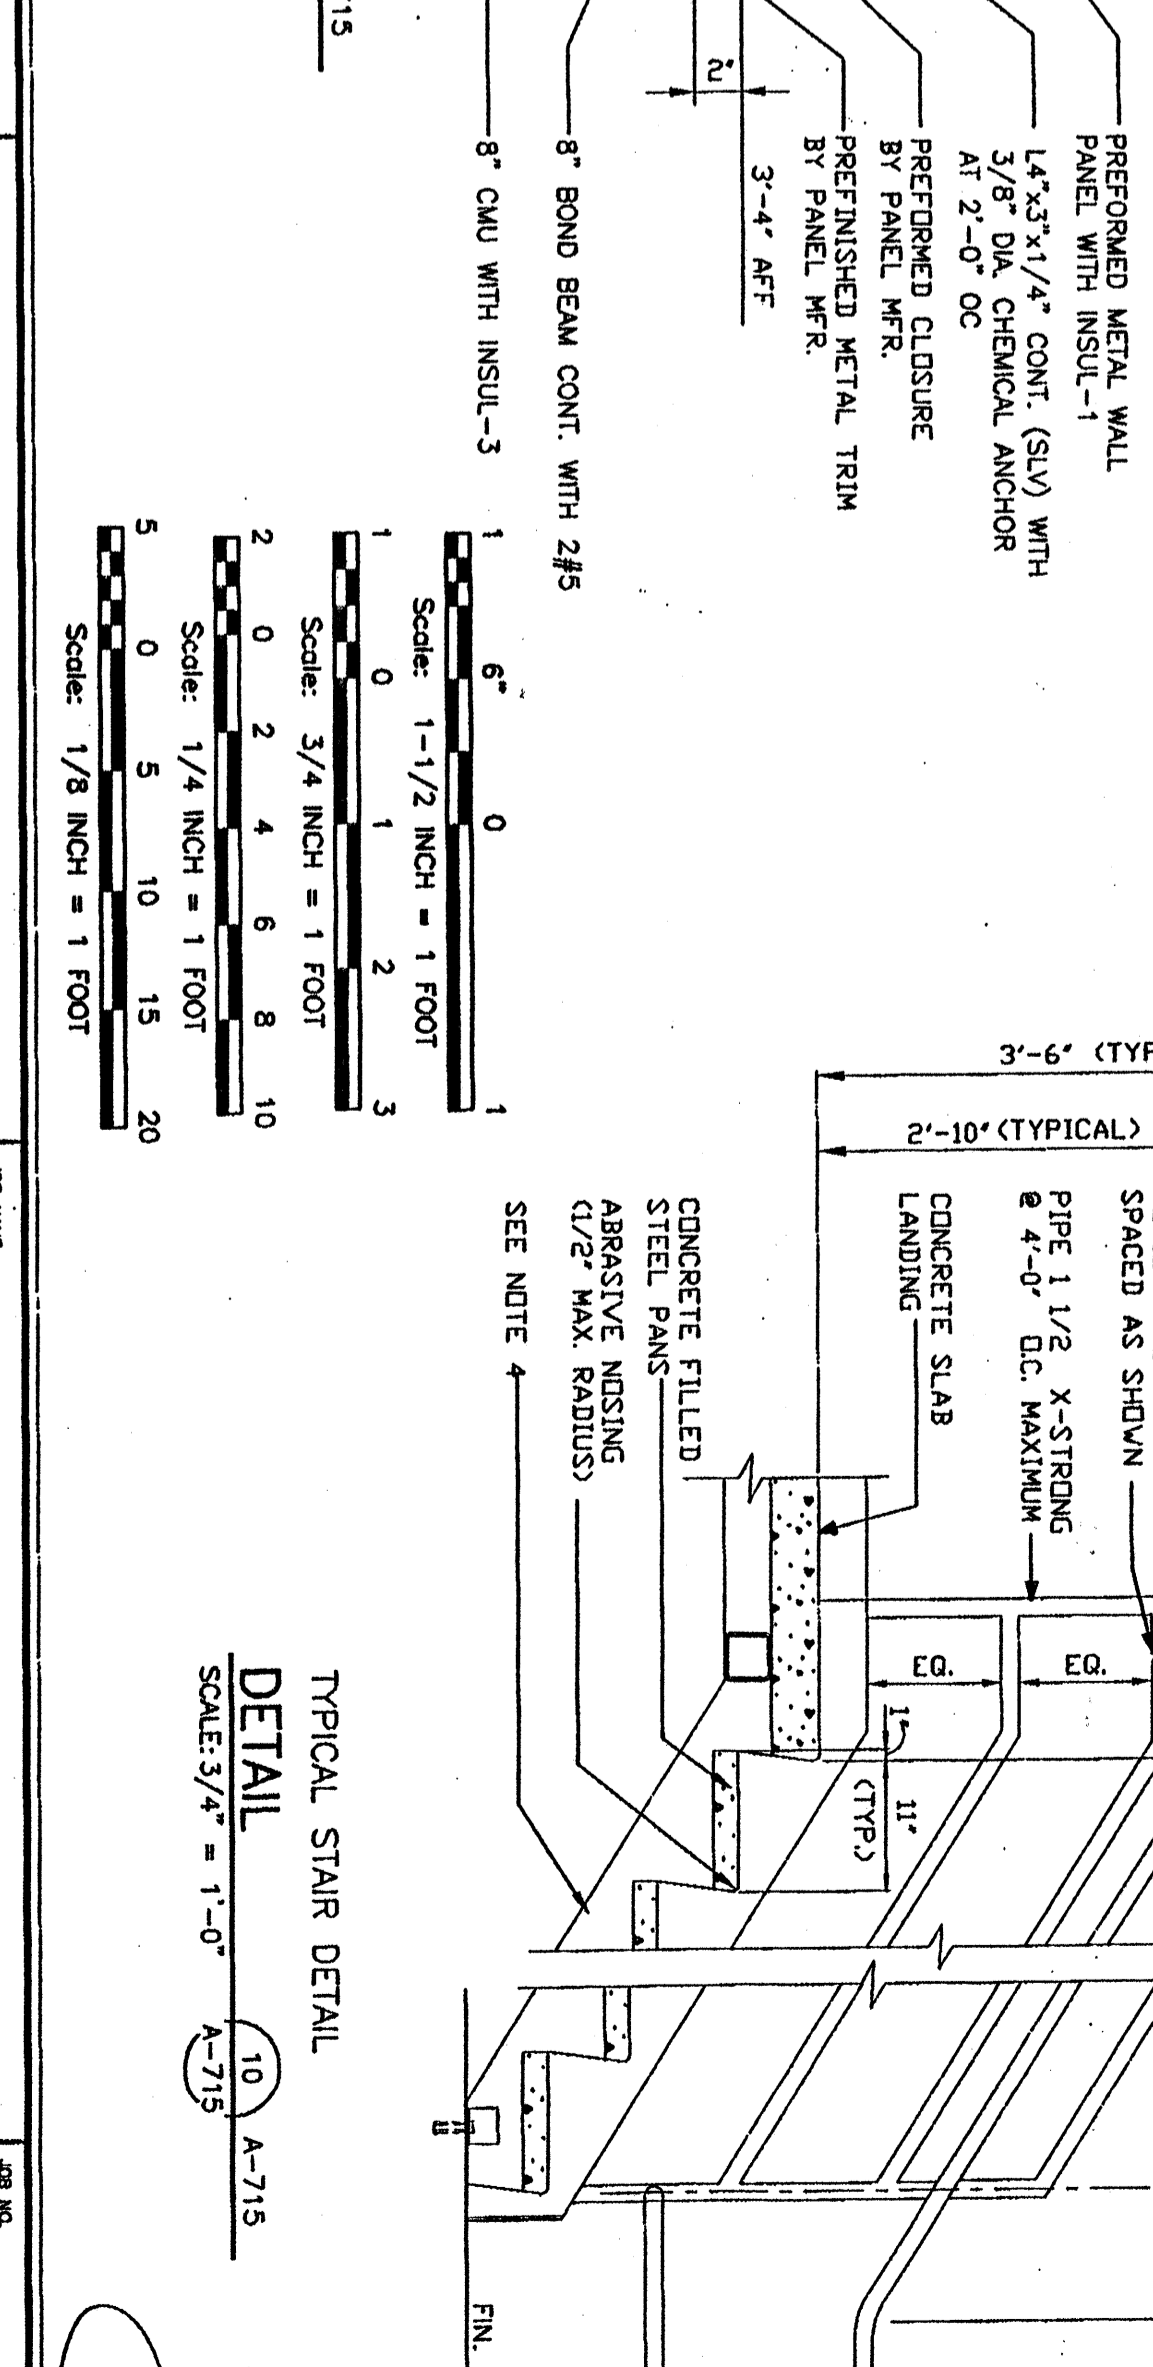 PREFORMED METAL WALL
PANEL WITH INSUL-1
L4"x3"x1/4" CONT. (SLV) WITH
3/8" DIA. CHEMICAL ANCHOR
AT 2'-0" OC
PREFORMED CLOSURE
BY PANEL MFR.
PREFINISHED METAL TRIM
BY PANEL MFR.
2"
3'-4" AFF
8" BOND BEAM CONT. WITH 2#5
8" CMU WITH INSUL-3
15
1 6" 0 1
Scale: 1-1/2 INCH = 1 FOOT
1 0 1 2 3
Scale: 3/4 INCH = 1 FOOT
2 0 2 4 6 8 10
Scale: 1/4 INCH = 1 FOOT
5 0 5 10 15 20
Scale: 1/8 INCH = 1 FOOT
3'-6" (TYP
2'-10" (TYPICAL)
SPACED AS SHOWN
PIPE 1 1/2 X-STRONG
@ 4'-0" O.C. MAXIMUM
CONCRETE SLAB
LANDING
CONCRETE FILLED
STEEL PANS
ABRASIVE NOSING
(1/2" MAX. RADIUS)
SEE NOTE 4
EQ.
EQ.
1"
11"
(TYP.)
FIN.
TYPICAL STAIR DETAIL
DETAIL
SCALE: 3/4" = 1'-0"
10
A-715
A-715
JOB NO.